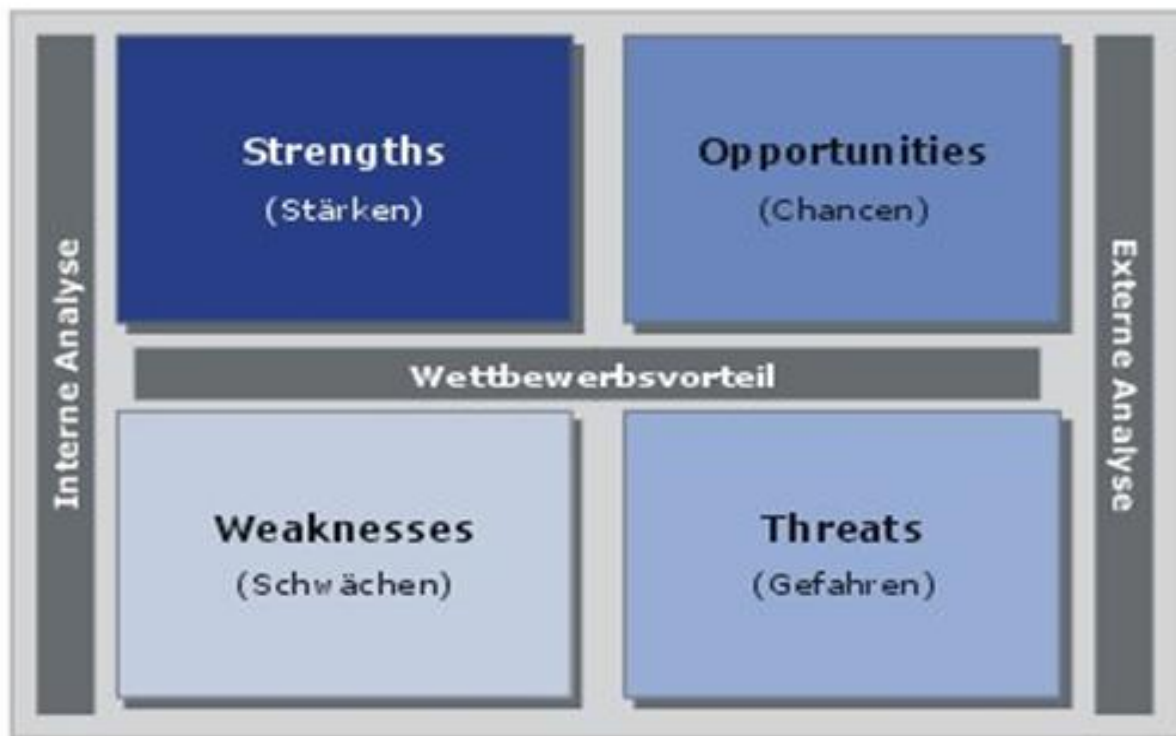 Interne Analyse
Strengths
(Stärken)
Opportunities
(Chancen)
Wettbewerbsvorteil
Weaknesses
(Schwächen)
Threats
(Gefahren)
Externe Analyse